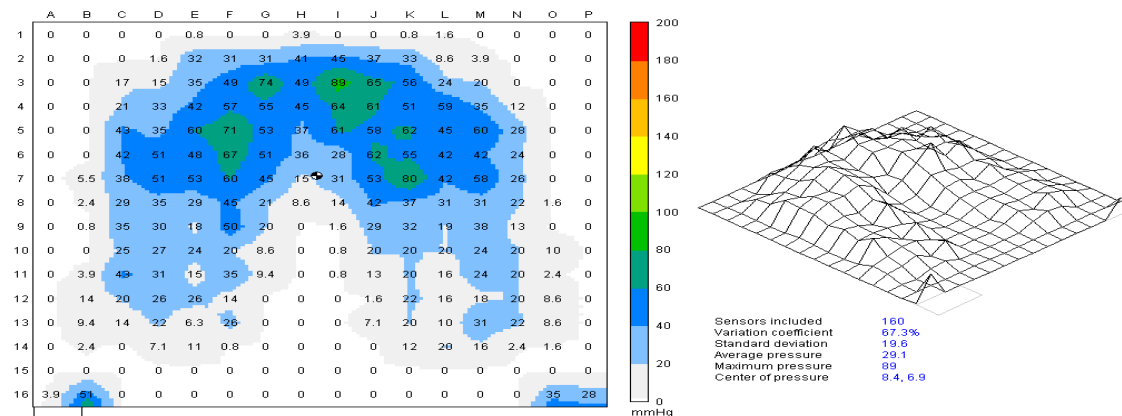 A B C D E F G H I J K L M N O P
1 0 0 0 0 0.8 0 0 3.9 0 0 0.8 1.6 0 0 0 0
2 0 0 0 1.6 32 31 31 41 45 37 33 8.6 3.9 0 0 0
3 0 0 17 15 35 49 74 49 89 65 56 24 20 0 0 0
4 0 0 21 33 42 57 55 45 64 61 51 59 35 12 0 0
5 0 0 43 35 60 71 53 37 61 58 62 45 60 28 0 0
6 0 0 42 51 48 67 51 36 28 62 55 42 42 24 0 0
7 0 5.5 38 51 53 60 45 15 31 53 80 42 58 26 0 0
8 0 2.4 29 35 29 45 21 8.6 14 42 37 31 31 22 1.6 0
9 0 0.8 35 30 18 50 20 0 1.6 29 32 19 38 13 0 0
10 0 0 25 27 24 20 8.6 0 0.8 20 20 20 24 20 10 0
11 0 3.9 43 31 15 35 9.4 0 0.8 13 20 16 24 20 2.4 0
12 0 14 20 26 26 14 0 0 0 1.6 22 16 18 20 8.6 0
13 0 9.4 14 22 6.3 26 0 0 0 7.1 20 10 31 22 8.6 0
14 0 2.4 0 7.1 11 0.8 0 0 0 0 12 20 16 2.4 1.6 0
15 0 0 0 0 0 0 0 0 0 0 0 0 0 0 0 0
16 3.9 51 0 0 0 0 0 0 0 0 0 0 0 0 35 28
200
180
160
140
120
100
80
60
40
20
0
mmHg
Sensors included 160
Variation coefficient 67.3%
Standard deviation 19.6
Average pressure 29.1
Maximum pressure 89
Center of pressure 8.4, 6.9